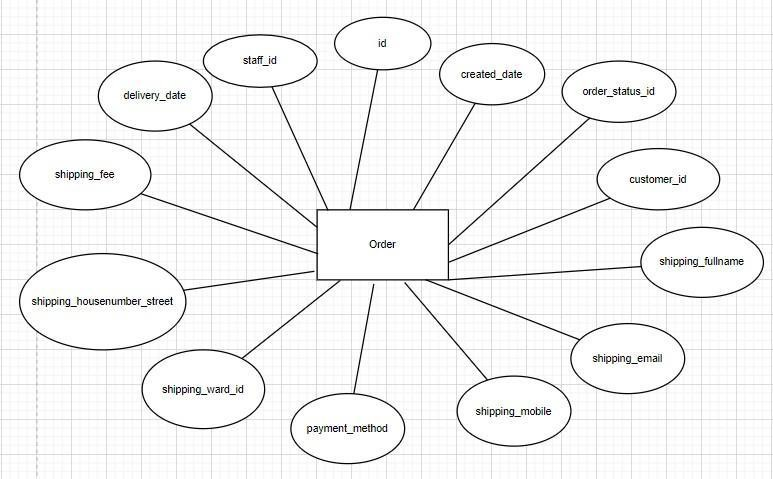 id
staff_id
created_date
delivery_date
order_status_id
shipping_fee
customer_id
Order
shipping_fullname
shipping_housenumber_street
shipping_email
shipping_ward_id
shipping_mobile
payment_method